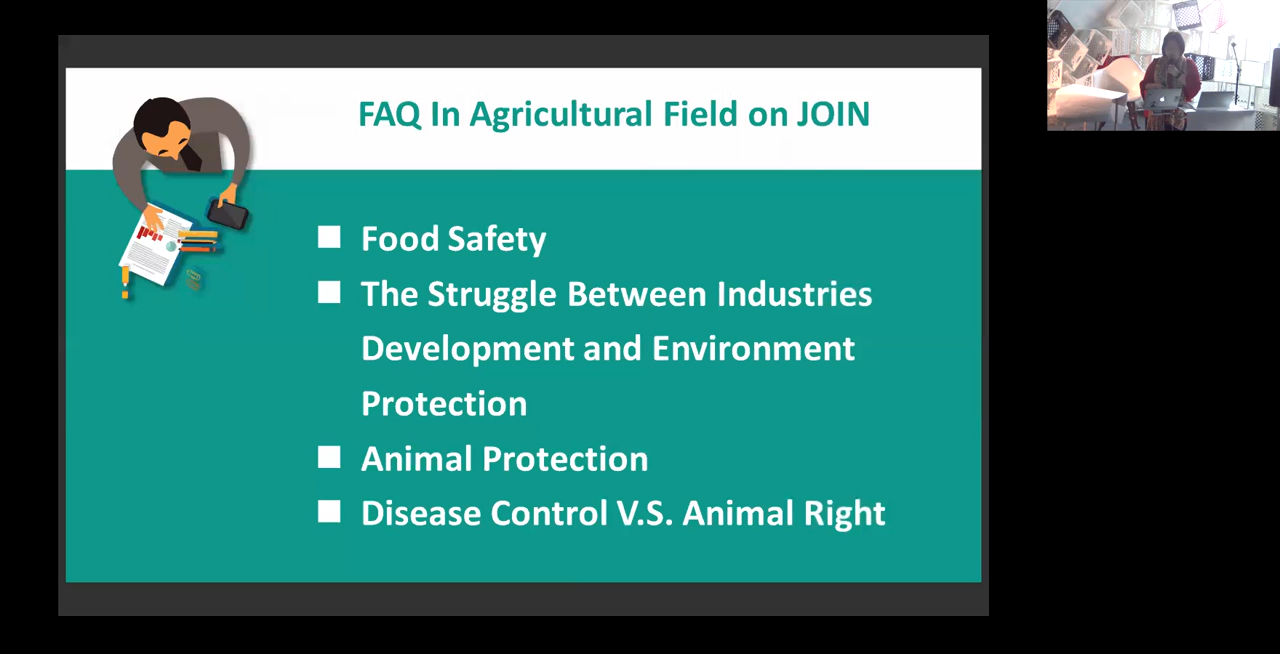 FAQ In Agricultural Field on JOIN
Food Safety
The Struggle Between Industries
Development and Environment
Protection
Animal Protection
Disease Control V.S. Animal Right